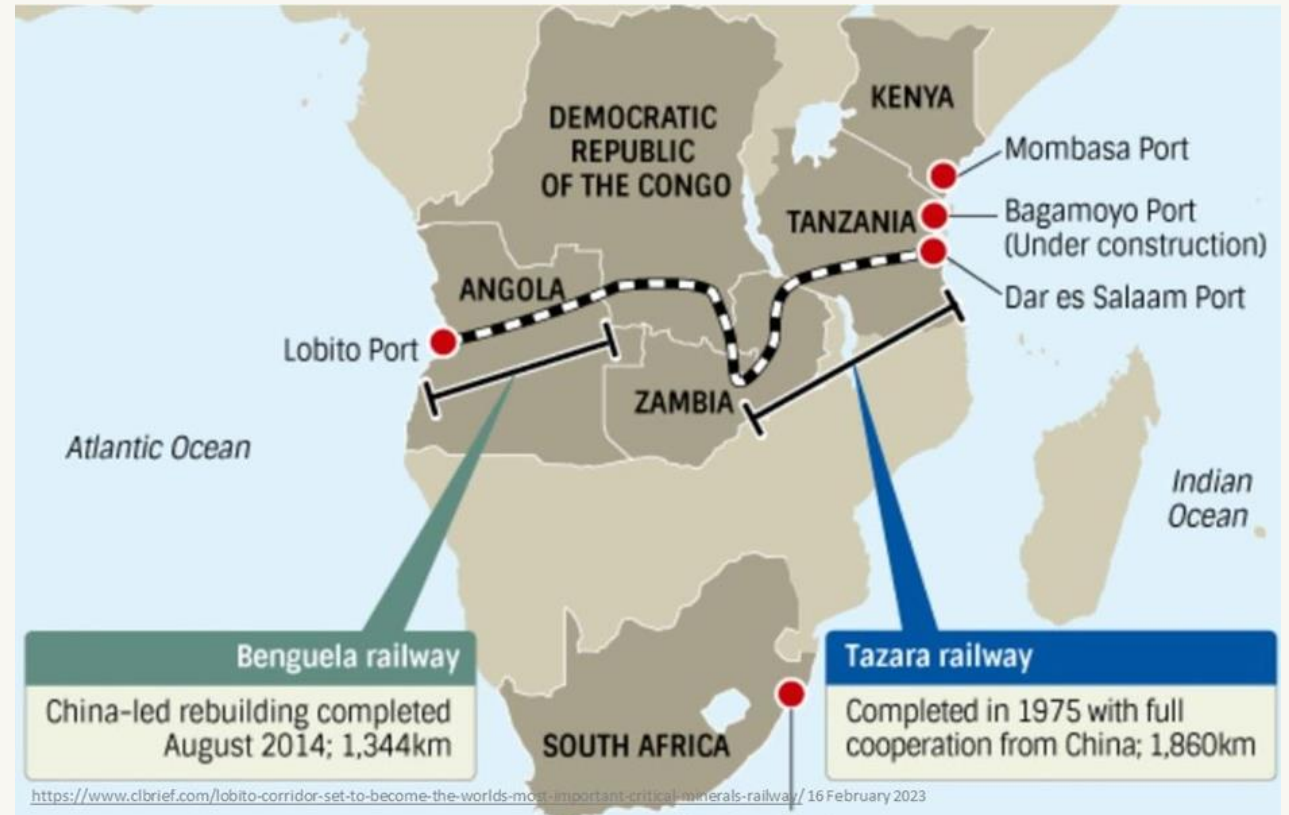 KENYA
DEMOCRATIC
REPUBLIC
OF THE CONGO
Mombasa Port
TANZANIA
Bagamoyo Port
(Under construction)
ANGOLA
Dar es Salaam Port
Lobito Port
ZAMBIA
Atlantic Ocean
Indian
Ocean
Benguela railway
China-led rebuilding completed
August 2014; 1,344km
Tazara railway
Completed in 1975 with full
cooperation from China; 1,860km
SOUTH AFRICA
https://www.clbrief.com/lobito-corridor-set-to-become-the-worlds-most-important-critical-minerals-railway/ 16 February 2023